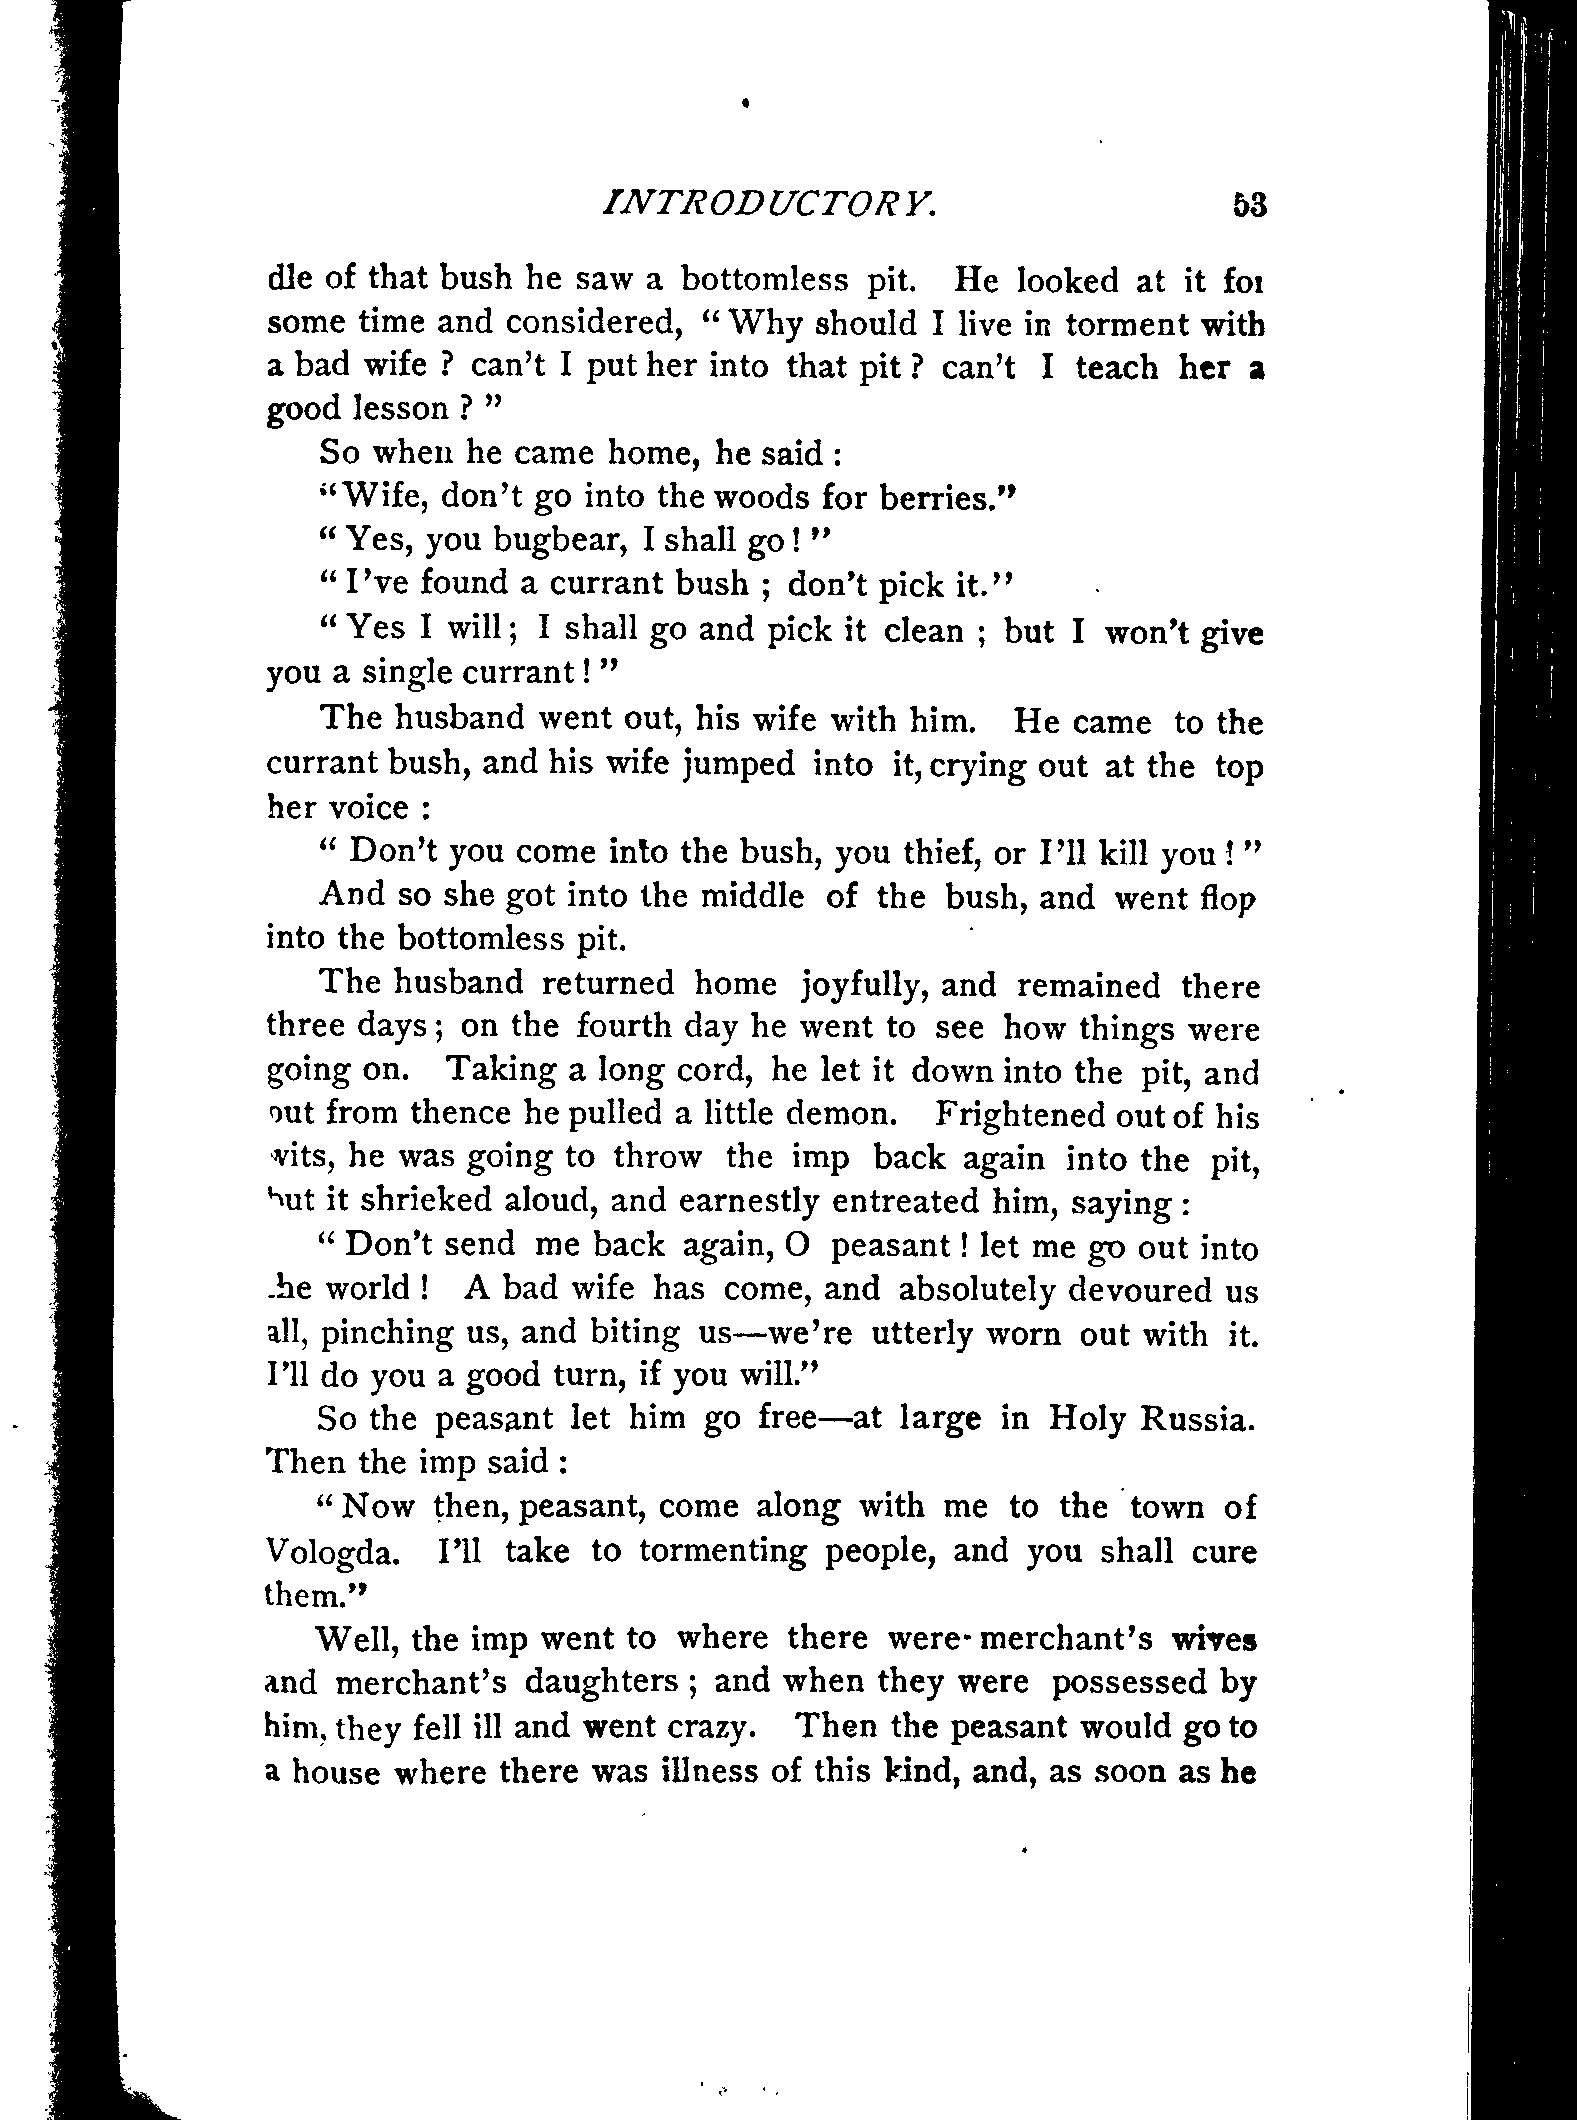 INTRODUCTORY. 53
dle of that bush he saw a bottomless pit. He looked at it for
some time and considered, "Why should I live in torment with
a bad wife ? can't I put her into that pit ? can't I teach her a
good lesson ? "
So when he came home, he said :
"Wife, don't go into the woods for berries."
"Yes, you bugbear, I shall go ! "
"I've found a currant bush ; don't pick it."
"Yes I will ; I shall go and pick it clean ; but I won't give
you a single currant ! "
The husband went out, his wife with him. He came to the
currant bush, and his wife jumped into it, crying out at the top
her voice :
" Don't you come into the bush, you thief, or I'll kill you ! "
And so she got into the middle of the bush, and went flop
into the bottomless pit.
The husband returned home joyfully, and remained there
three days ; on the fourth day he went to see how things were
going on. Taking a long cord, he let it down into the pit, and
out from thence he pulled a little demon. Frightened out of his
wits, he was going to throw the imp back again into the pit,
but it shrieked aloud, and earnestly entreated him, saying :
" Don't send me back again, O peasant ! let me go out into
the world ! A bad wife has come, and absolutely devoured us
all, pinching us, and biting us—we're utterly worn out with it.
I'll do you a good turn, if you will."
So the peasant let him go free—at large in Holy Russia.
Then the imp said :
" Now then, peasant, come along with me to the town of
Vologda. I'll take to tormenting people, and you shall cure
them."
Well, the imp went to where there were merchant's wives
and merchant's daughters ; and when they were possessed by
him, they fell ill and went crazy. Then the peasant would go to
a house where there was illness of this kind, and, as soon as he